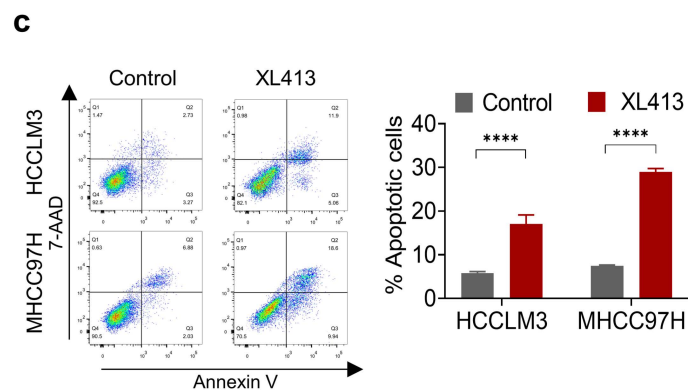 C
Control
XL413
HCCLM3
MHCC97H
7-AAD
Annexin V
Q1
1.47
Q2
2.73
Q4
92.5
Q3
3.27
Q1
0.98
Q2
11.9
Q4
82.1
Q3
5.08
Q1
0.63
Q2
6.88
Q4
90.5
Q3
2.03
Q1
0.97
Q2
18.6
Q4
70.5
Q3
9.94
Control
XL413
% Apoptotic cells
40
30
20
10
0
****
****
HCCLM3
MHCC97H